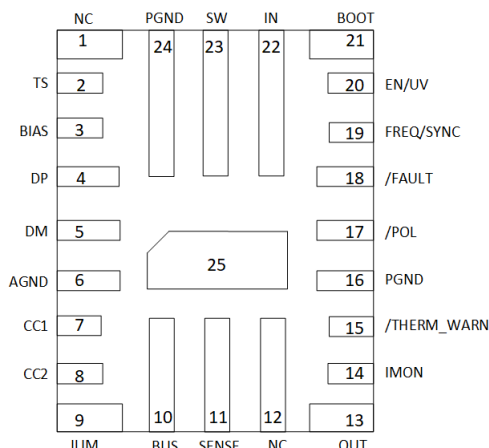 NC PGND SW IN BOOT
1 24 23 22 21
TS 2 20 EN/UV
BIAS 3 19 FREQ/SYNC
DP 4 18 /FAULT
DM 5 17 /POL
25
AGND 6 16 PGND
CC1 7 15 /THERM_WARN
CC2 8 14 IMON
9 10 11 12 13
BUS SENSE NC OUT